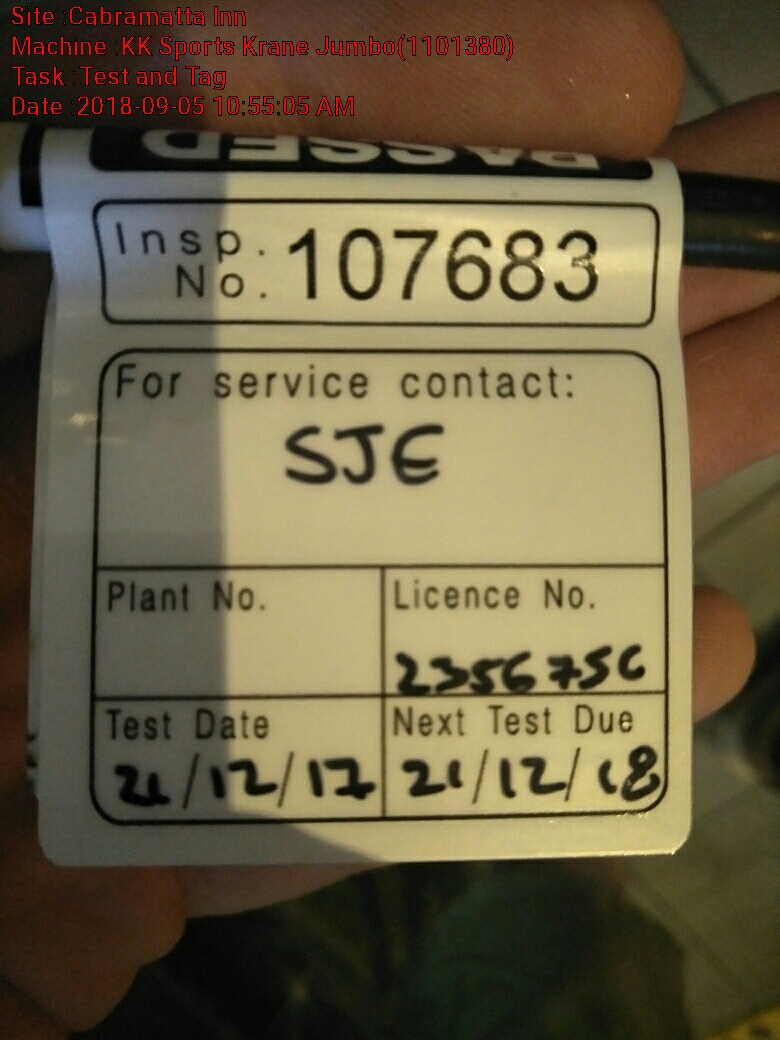 Site :Cabramatta Inn
Machine :KK Sports Krane Jumbo(1101380)
Task :Test and Tag
Date :2018-09-05 10:55:05 AM
PASSED
Insp. No. 107683
For service contact:
SJE
Plant No.
Licence No.
235675C
Test Date
Next Test Due
21/12/17
21/12/18